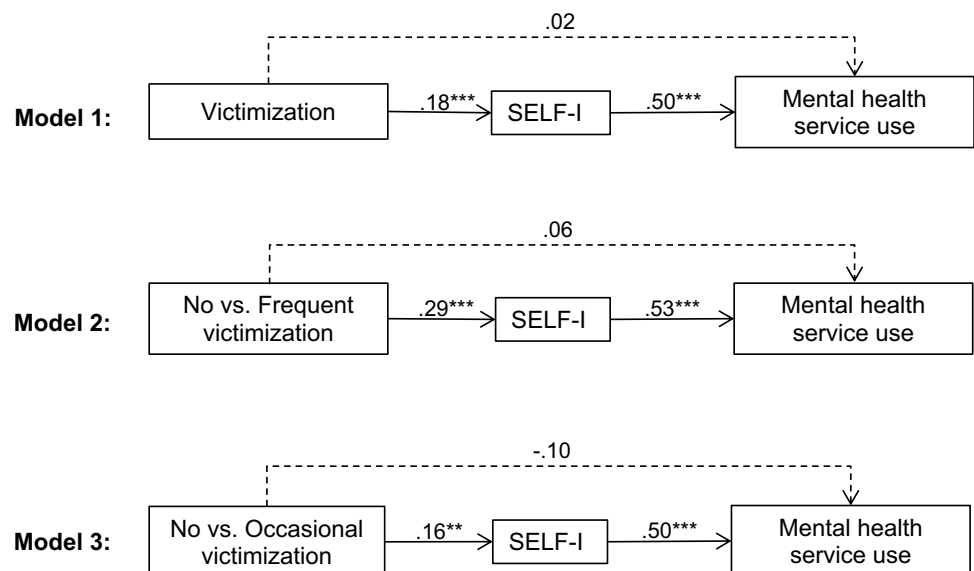 .02
Model 1:
Victimization
.18***
SELF-I
.50***
Mental health
service use
.06
Model 2:
No vs. Frequent
victimization
.29***
SELF-I
.53***
Mental health
service use
-.10
Model 3:
No vs. Occasional
victimization
.16**
SELF-I
.50***
Mental health
service use